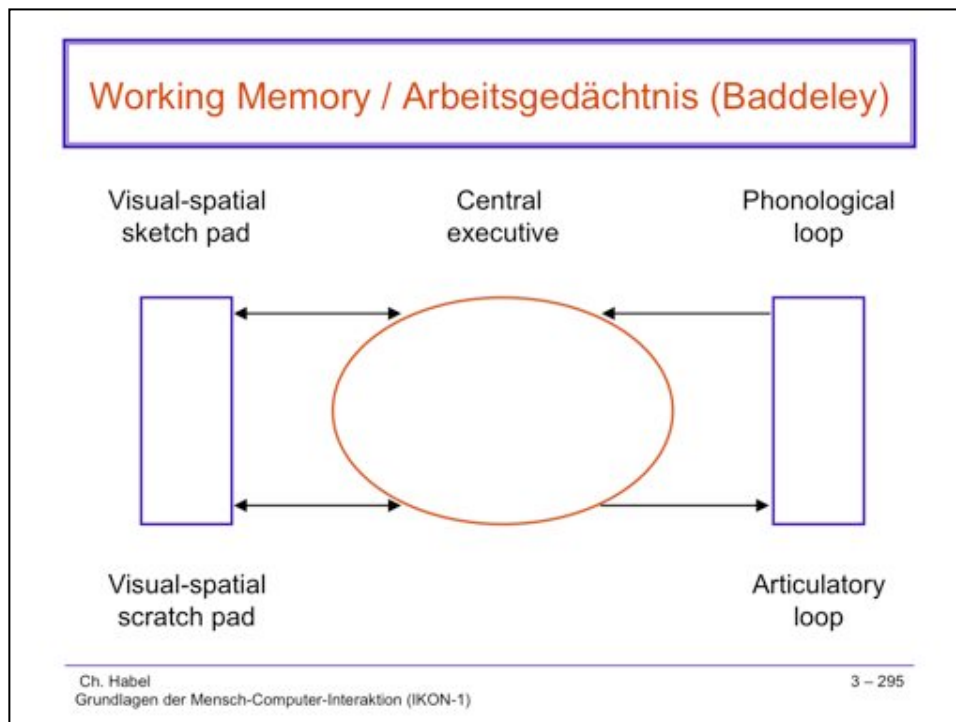 Working Memory / Arbeitsgedächtnis (Baddeley)
Visual-spatial
sketch pad
Central
executive
Phonological
loop
Visual-spatial
scratch pad
Articulatory
loop
Ch. Habel
Grundlagen der Mensch-Computer-Interaktion (IKON-1)
3 – 295